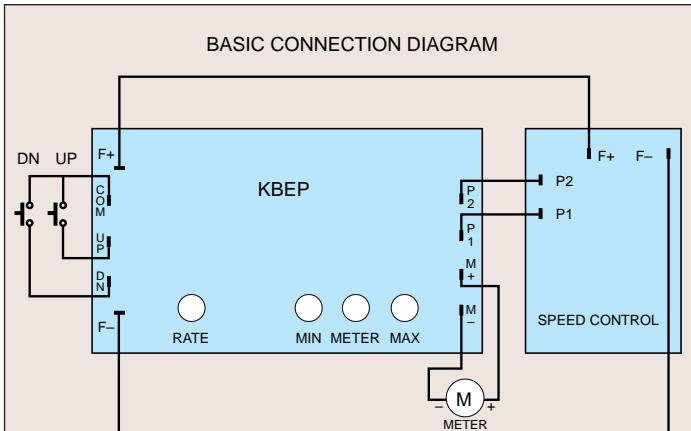 BASIC CONNECTION DIAGRAM
DN UP
F+
COM
UP
DN
F–
KBEP
RATE
MIN METER MAX
P2
P1
M+
M–
– M +
METER
F+ F–
P2
P1
SPEED CONTROL